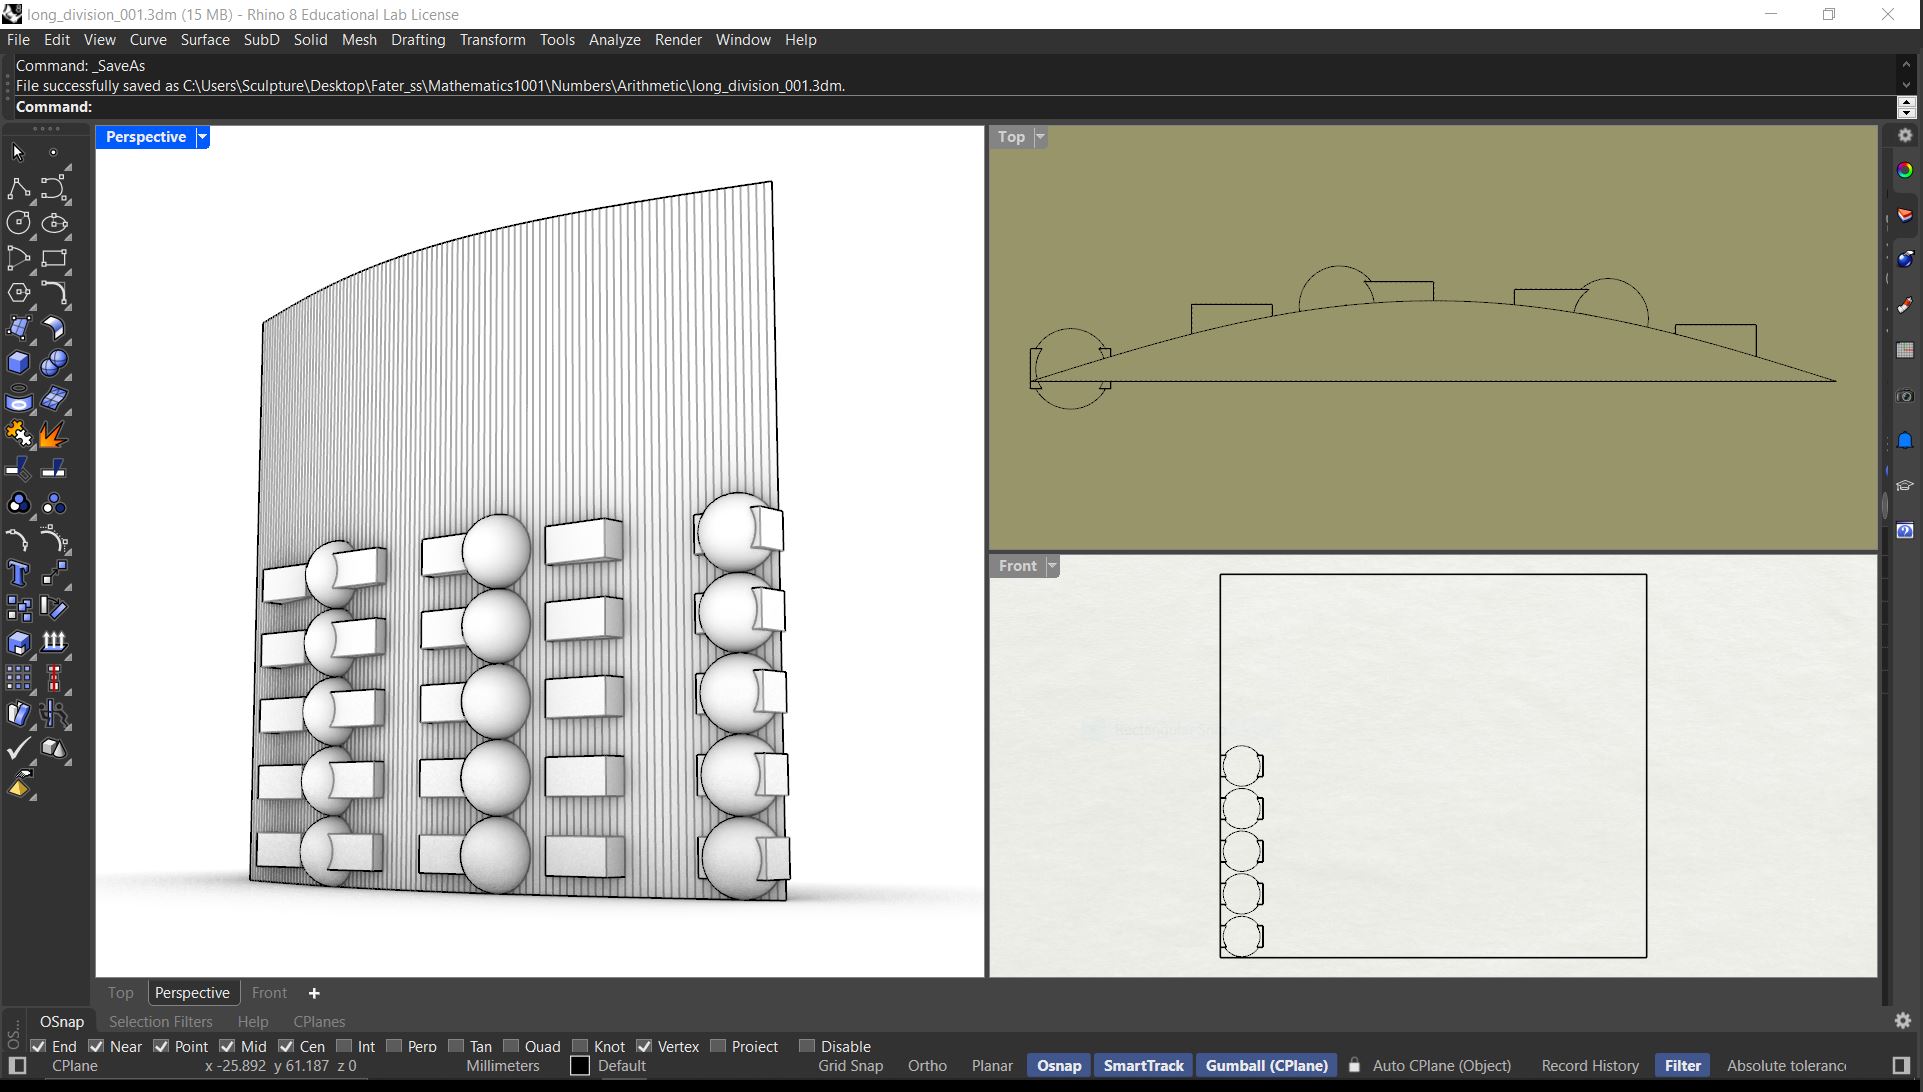 long_division_001.3dm (15 MB) - Rhino 8 Educational Lab License
File Edit View Curve Surface SubD Solid Mesh Drafting Transform Tools Analyze Render Window Help
Command: _SaveAs
File successfully saved as C:\Users\Sculpture\Desktop\Fater_ss\Mathematics1001\Numbers\Arithmetic\long_division_001.3dm.
Command:
Perspective
Top
Front
Top Perspective Front
OS...
OSnap Selection Filters Help CPlanes
End Near Point Mid Cen Int Perp Tan Quad Knot Vertex Project Disable
CPlane x -25.892 y 61.187 z 0 Millimeters Default Grid Snap Ortho Planar Osnap SmartTrack Gumball (CPlane) Auto CPlane (Object) Record History Filter Absolute toleranc